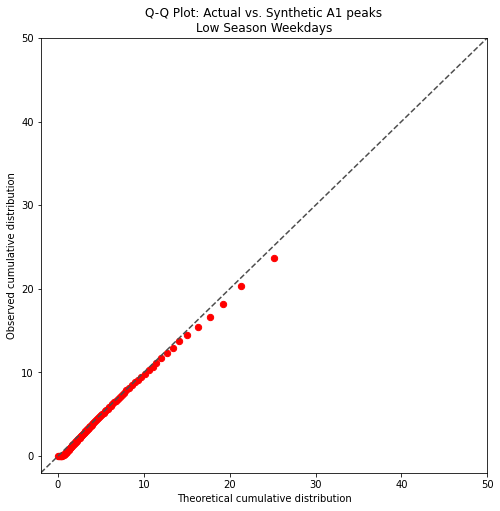 Q-Q Plot: Actual vs. Synthetic A1 peaks
Low Season Weekdays
50
40
30
20
10
0
Observed cumulative distribution
0 10 20 30 40 50
Theoretical cumulative distribution